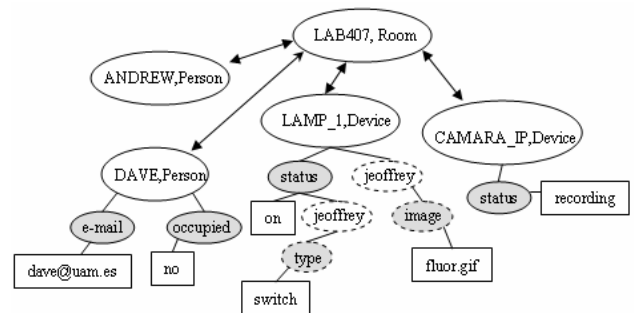 LAB407, Room
ANDREW,Person
LAMP_1,Device
CAMARA_IP,Device
DAVE,Person
status
jeoffrey
status
recording
e-mail
occupied
on
jeoffrey
image
dave@uam.es
no
type
fluor.gif
switch